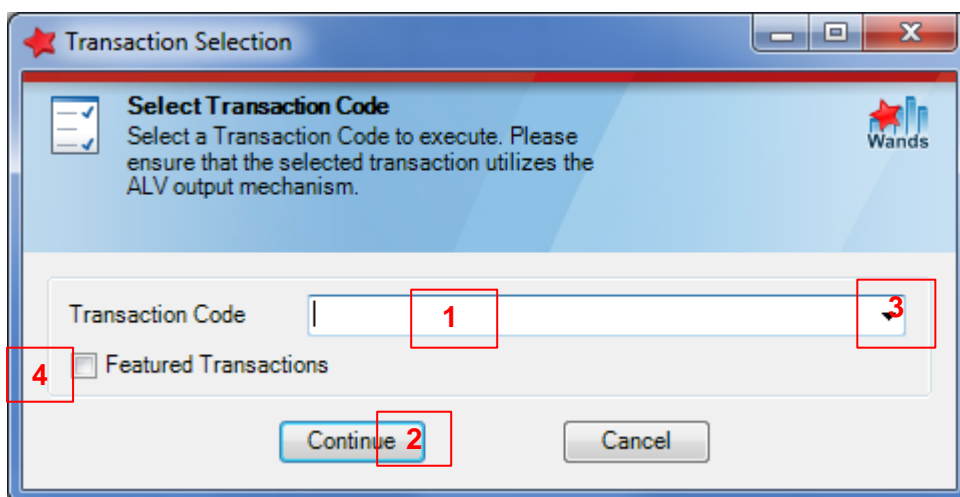 Transaction Selection
Select Transaction Code
Select a Transaction Code to execute. Please
ensure that the selected transaction utilizes the
ALV output mechanism.
Wands
Transaction Code
1
3
4
Featured Transactions
Continue 2
Cancel